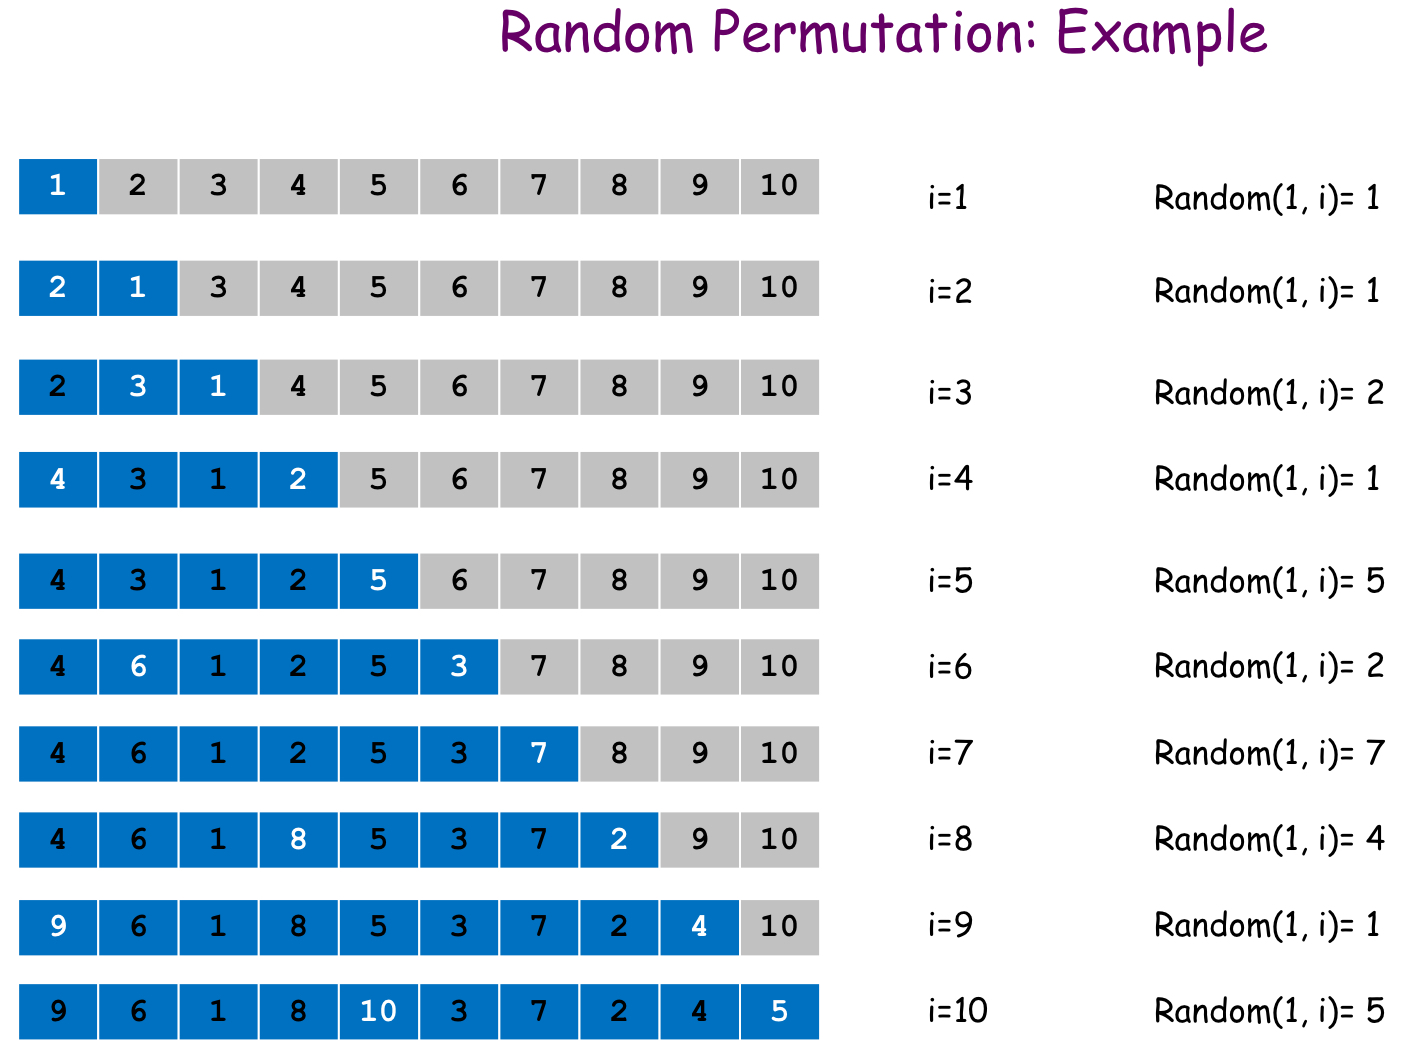 Random Permutation: Example
1 2 3 4 5 6 7 8 9 10 i=1 Random(1, i)= 1
2 1 3 4 5 6 7 8 9 10 i=2 Random(1, i)= 1
2 3 1 4 5 6 7 8 9 10 i=3 Random(1, i)= 2
4 3 1 2 5 6 7 8 9 10 i=4 Random(1, i)= 1
4 3 1 2 5 6 7 8 9 10 i=5 Random(1, i)= 5
4 6 1 2 5 3 7 8 9 10 i=6 Random(1, i)= 2
4 6 1 2 5 3 7 8 9 10 i=7 Random(1, i)= 7
4 6 1 8 5 3 7 2 9 10 i=8 Random(1, i)= 4
9 6 1 8 5 3 7 2 4 10 i=9 Random(1, i)= 1
9 6 1 8 10 3 7 2 4 5 i=10 Random(1, i)= 5